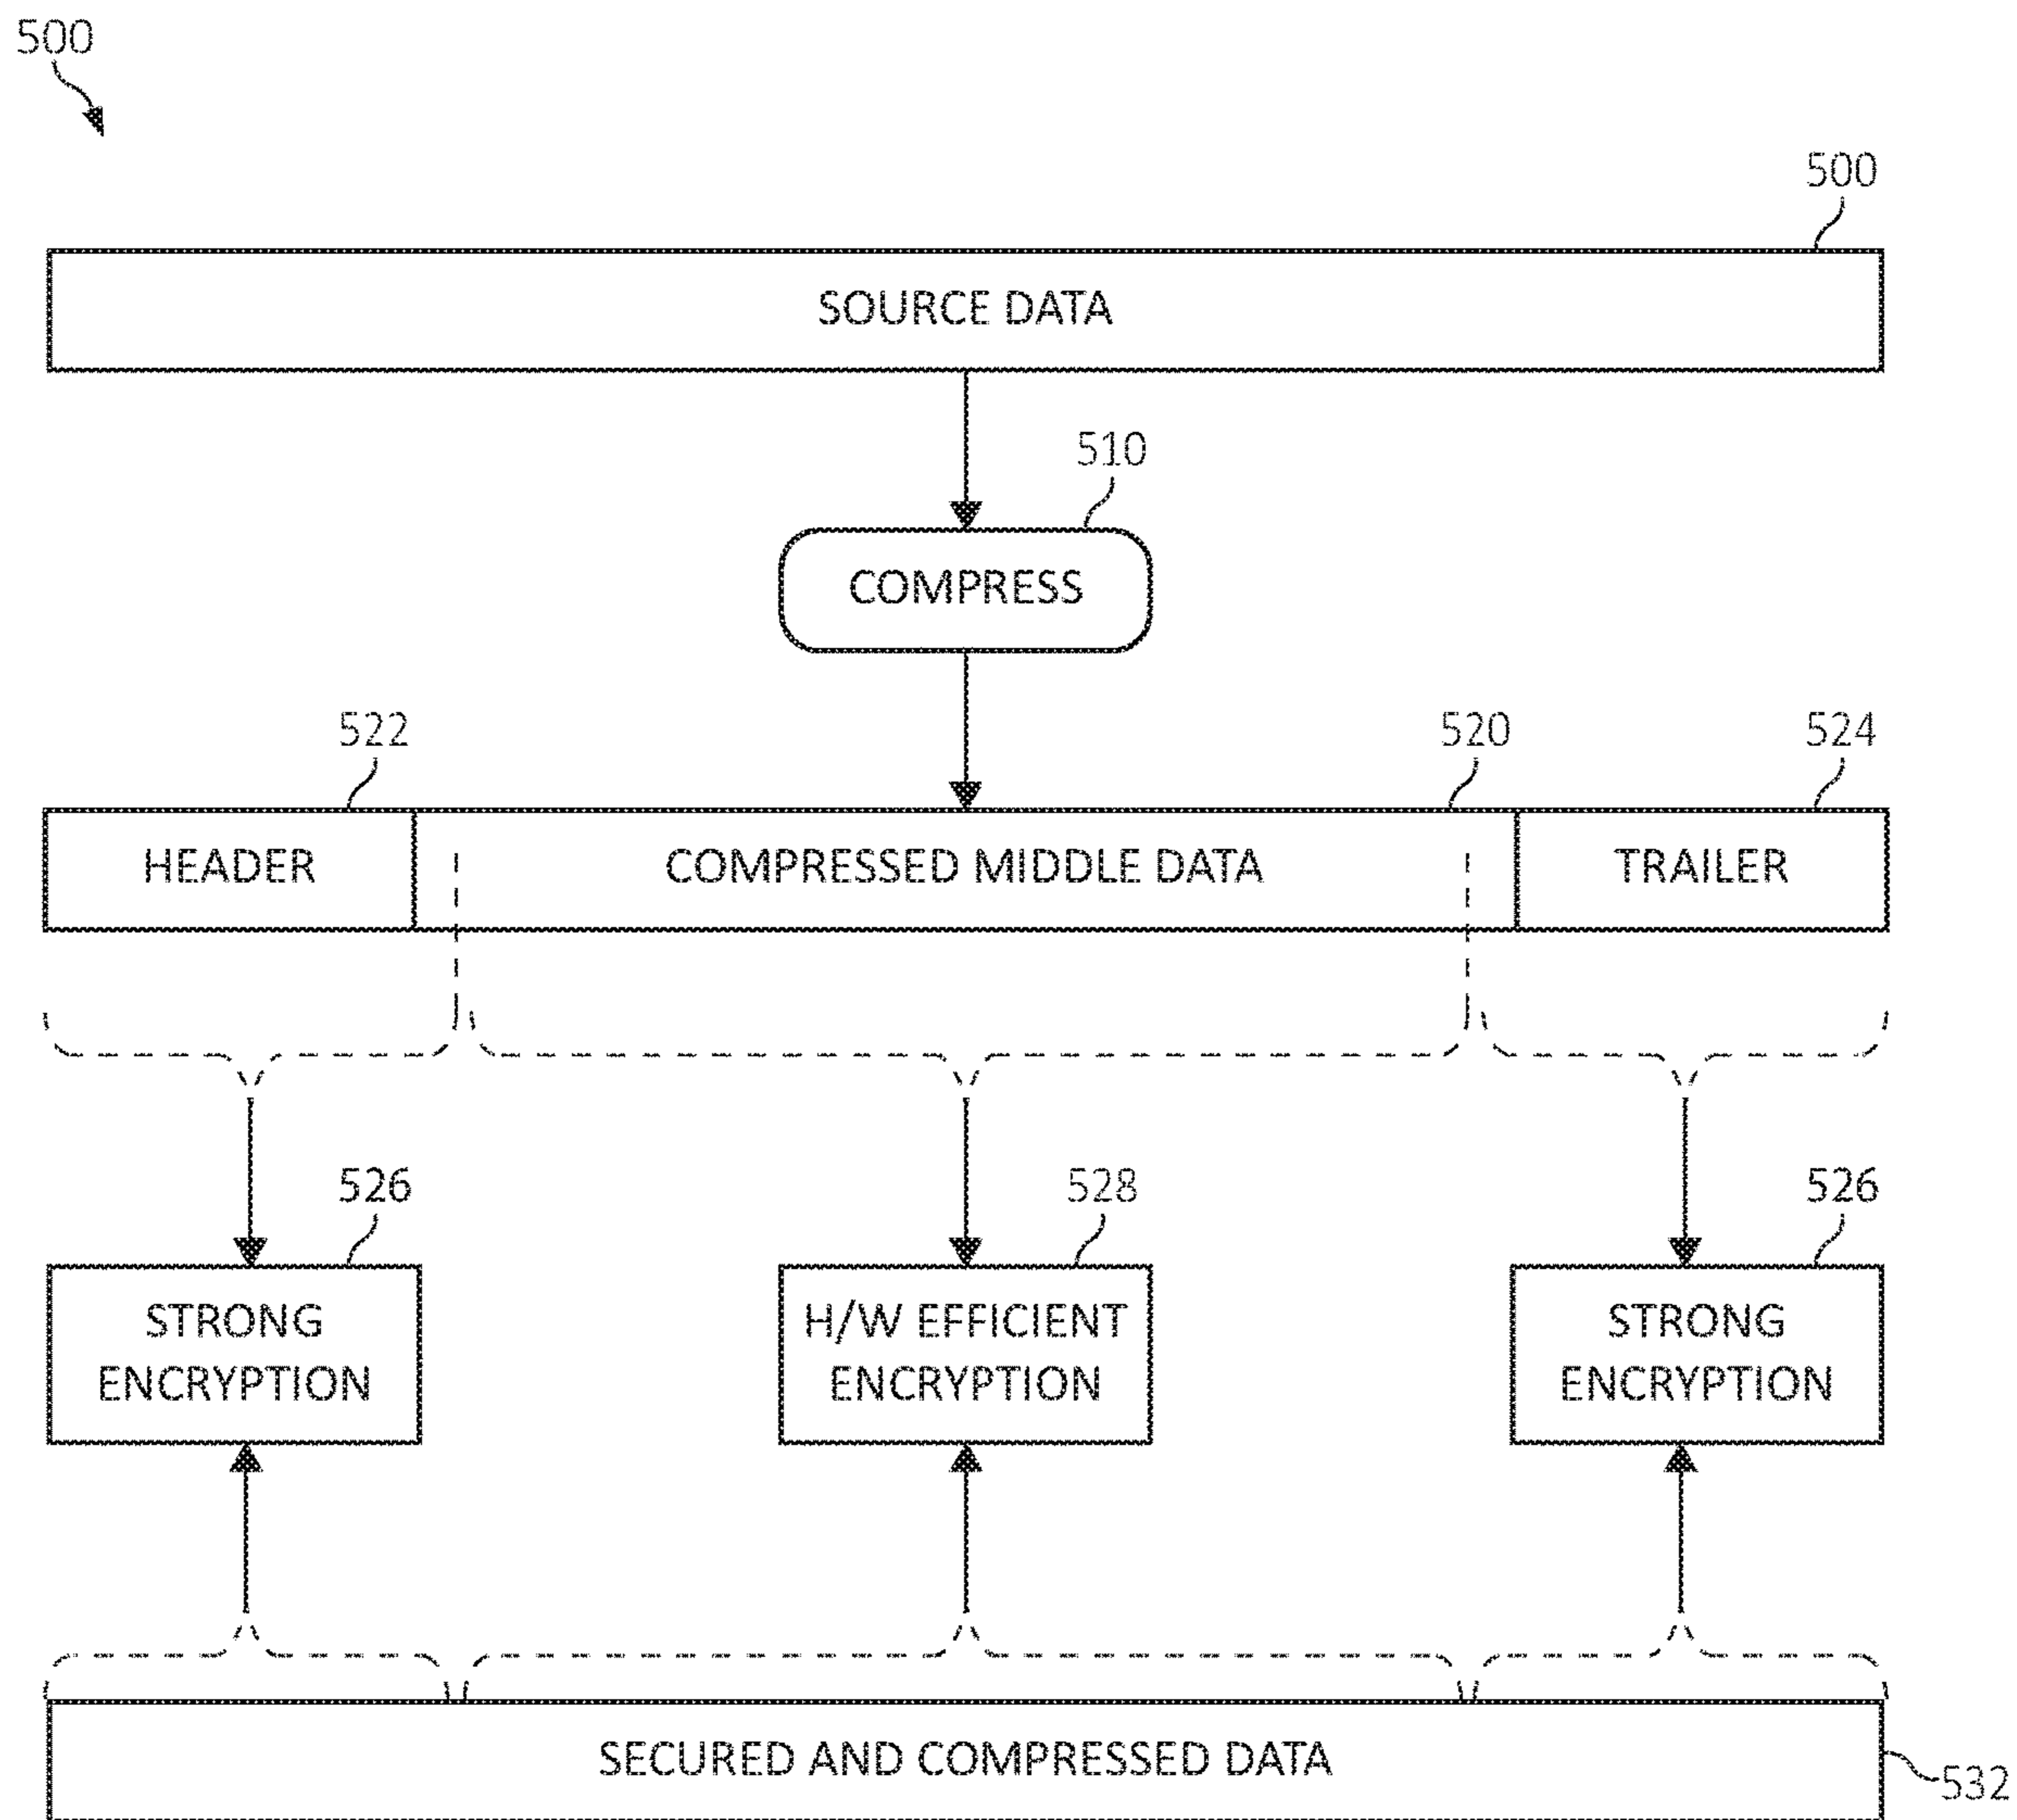 500
500
SOURCE DATA
510
COMPRESS
522
520
524
HEADER
COMPRESSED MIDDLE DATA
TRAILER
526
528
526
STRONG
ENCRYPTION
H/W EFFICIENT
ENCRYPTION
STRONG
ENCRYPTION
SECURED AND COMPRESSED DATA
532